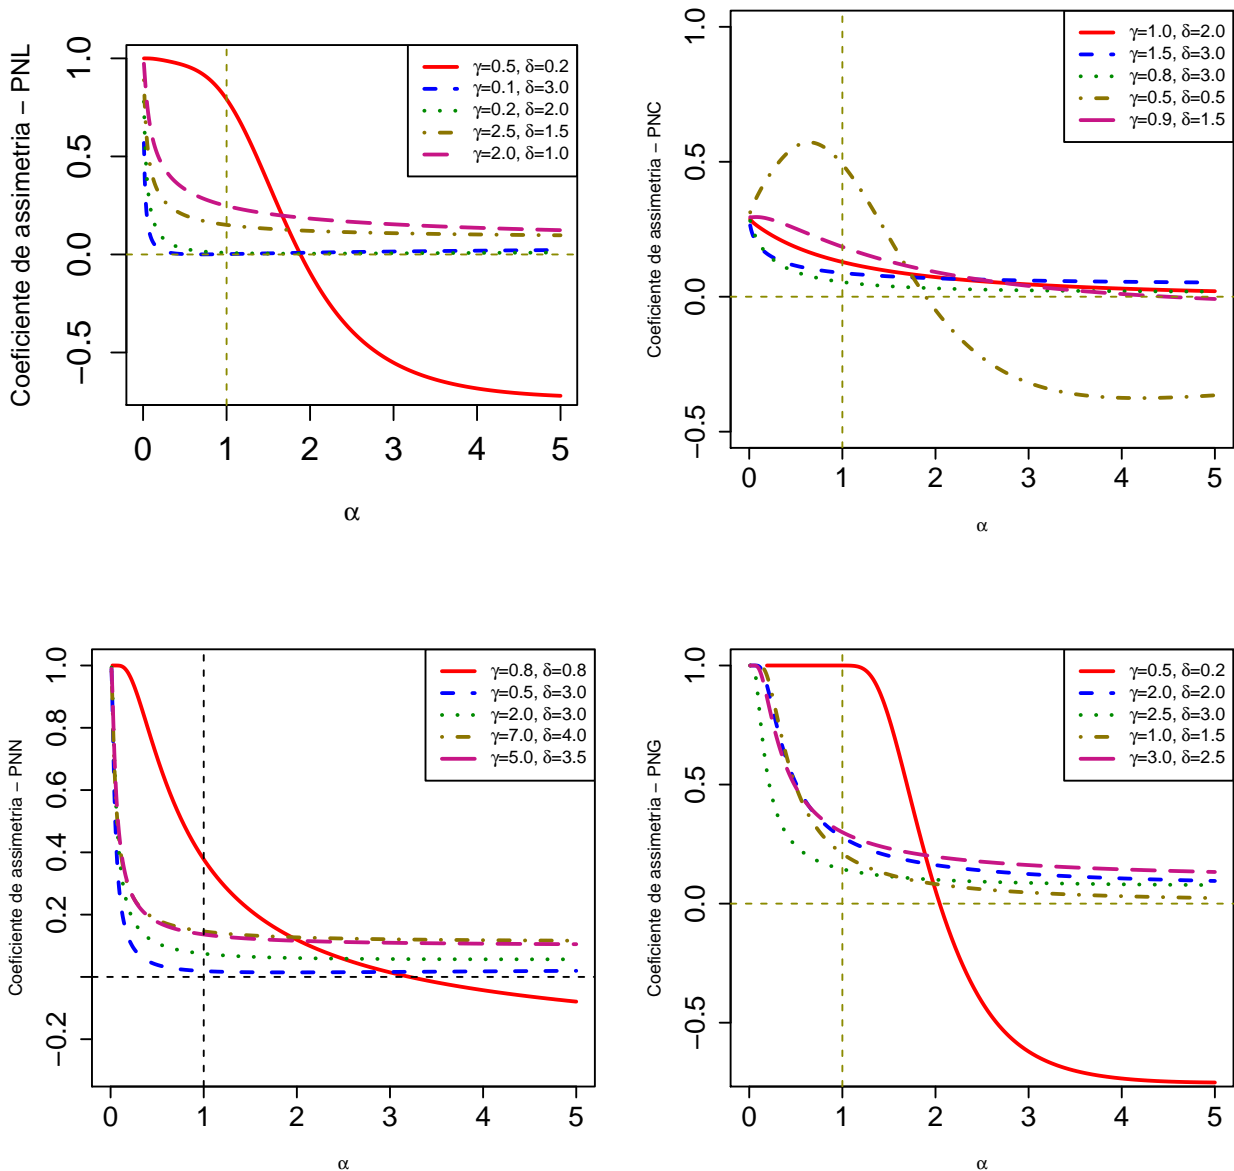 Coeficiente de assimetria – PNL
1.0
0.5
0.0
−0.5
γ=0.5, δ=0.2
γ=0.1, δ=3.0
γ=0.2, δ=2.0
γ=2.5, δ=1.5
γ=2.0, δ=1.0
0 1 2 3 4 5
α
Coeficiente de assimetria – PNC
1.0
0.5
0.0
−0.5
γ=1.0, δ=2.0
γ=1.5, δ=3.0
γ=0.8, δ=3.0
γ=0.5, δ=0.5
γ=0.9, δ=1.5
0 1 2 3 4 5
α
Coeficiente de assimetria – PNN
1.0
0.8
0.6
0.4
0.2
−0.2
γ=0.8, δ=0.8
γ=0.5, δ=3.0
γ=2.0, δ=3.0
γ=7.0, δ=4.0
γ=5.0, δ=3.5
0 1 2 3 4 5
α
Coeficiente de assimetria – PNG
1.0
0.5
0.0
−0.5
γ=0.5, δ=0.2
γ=2.0, δ=2.0
γ=2.5, δ=3.0
γ=1.0, δ=1.5
γ=3.0, δ=2.5
0 1 2 3 4 5
α